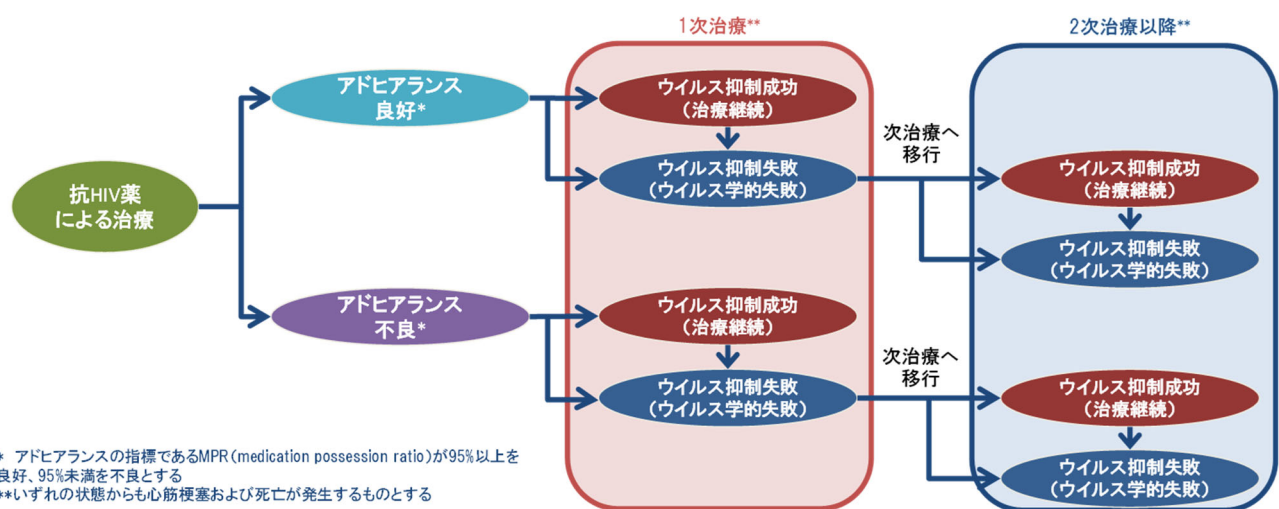 1次治療**
2次治療以降**
抗HIV薬
による治療
アドヒアランス
良好*
ウイルス抑制成功
(治療継続)
ウイルス抑制失敗
(ウイルス学的失敗)
次治療へ
移行
ウイルス抑制成功
(治療継続)
ウイルス抑制失敗
(ウイルス学的失敗)
アドヒアランス
不良*
ウイルス抑制成功
(治療継続)
ウイルス抑制失敗
(ウイルス学的失敗)
次治療へ
移行
ウイルス抑制成功
(治療継続)
ウイルス抑制失敗
(ウイルス学的失敗)
* アドヒアランスの指標であるMPR(medication possession ratio)が95%以上を
良好、95%未満を不良とする
**いずれの状態からも心筋梗塞および死亡が発生するものとする